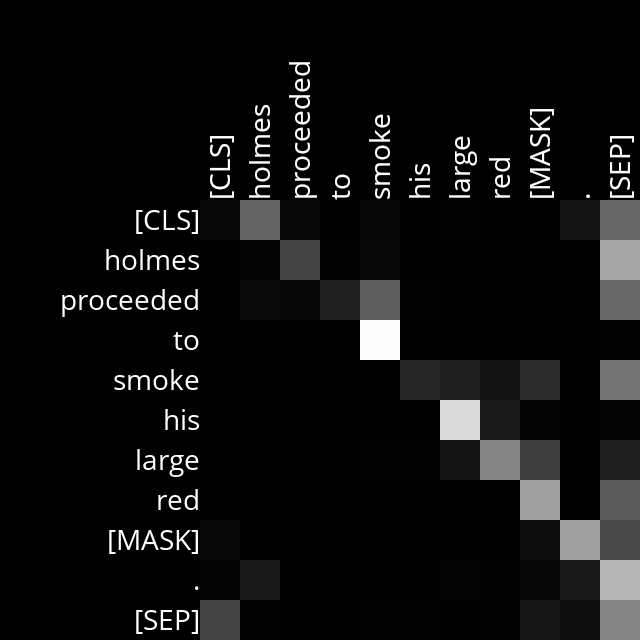 [CLS] holmes proceeded to smoke his large red [MASK] . [SEP]
[CLS]
holmes
proceeded
to
smoke
his
large
red
[MASK]
.
[SEP]